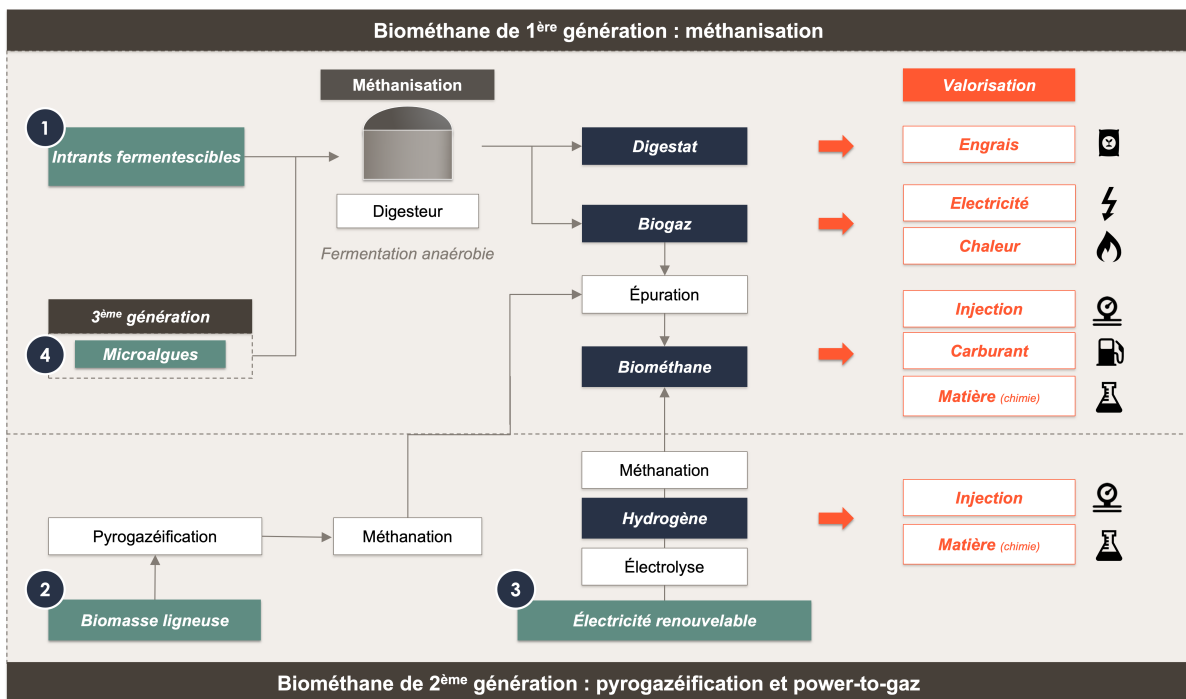 Biométhane de 1ère génération : méthanisation
Méthanisation
Valorisation
1
Intrants fermentescibles
Digesteur
Fermentation anaérobie
Digestat
Engrais
Biogaz
Electricité
Chaleur
Épuration
3ème génération
4
Microalgues
Biométhane
Injection
Carburant
Matière (chimie)
Méthanation
Hydrogène
Électrolyse
Injection
Matière (chimie)
Pyrogazéification
Méthanation
2
Biomasse ligneuse
3
Électricité renouvelable
Biométhane de 2ème génération : pyrogazéification et power-to-gaz